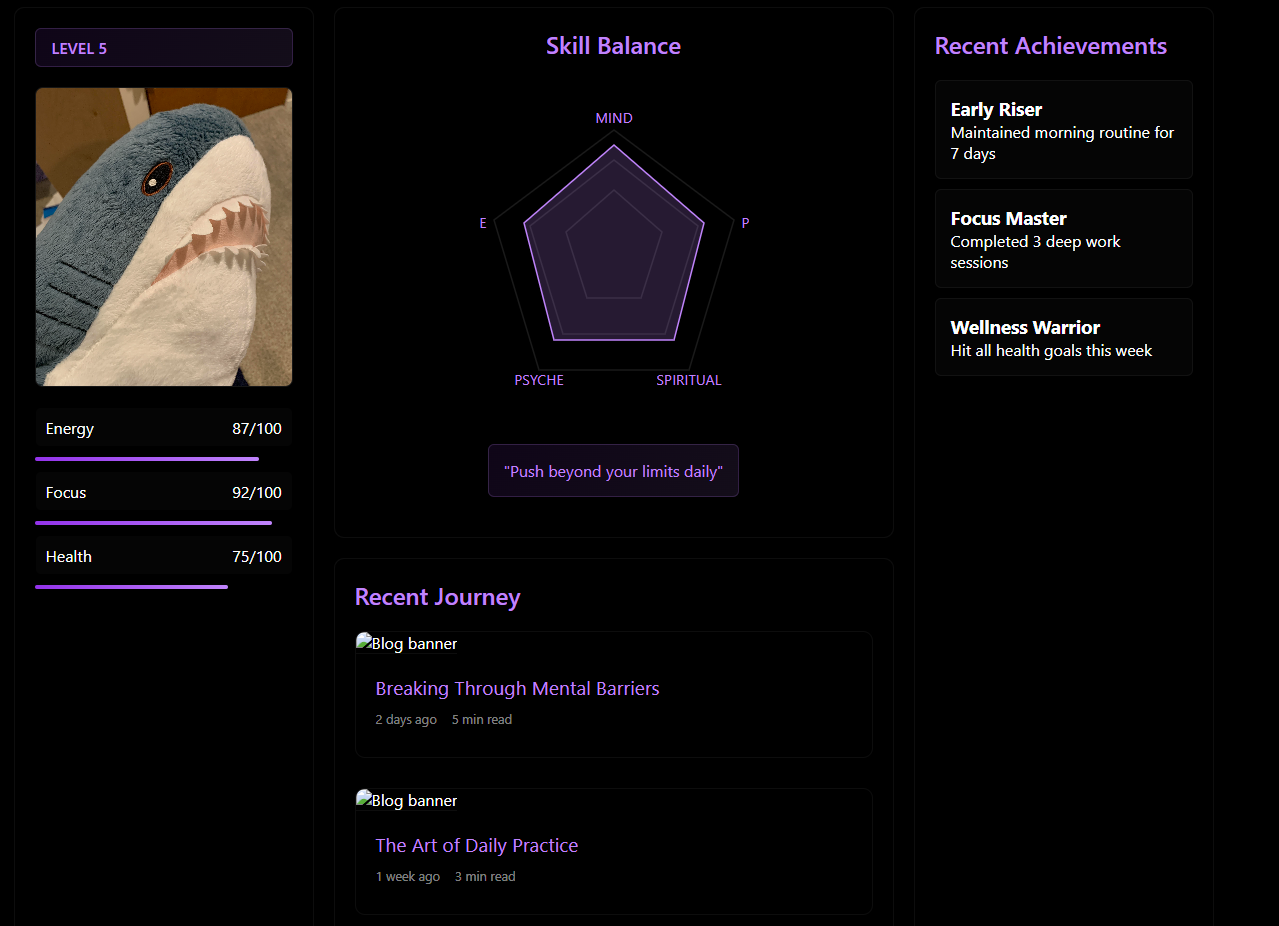 LEVEL 5
Energy 87/100
Focus 92/100
Health 75/100
Skill Balance
MIND
E
P
PSYCHE
SPIRITUAL
"Push beyond your limits daily"
Recent Journey
Blog banner
Breaking Through Mental Barriers
2 days ago 5 min read
Blog banner
The Art of Daily Practice
1 week ago 3 min read
Recent Achievements
Early Riser
Maintained morning routine for
7 days
Focus Master
Completed 3 deep work
sessions
Wellness Warrior
Hit all health goals this week